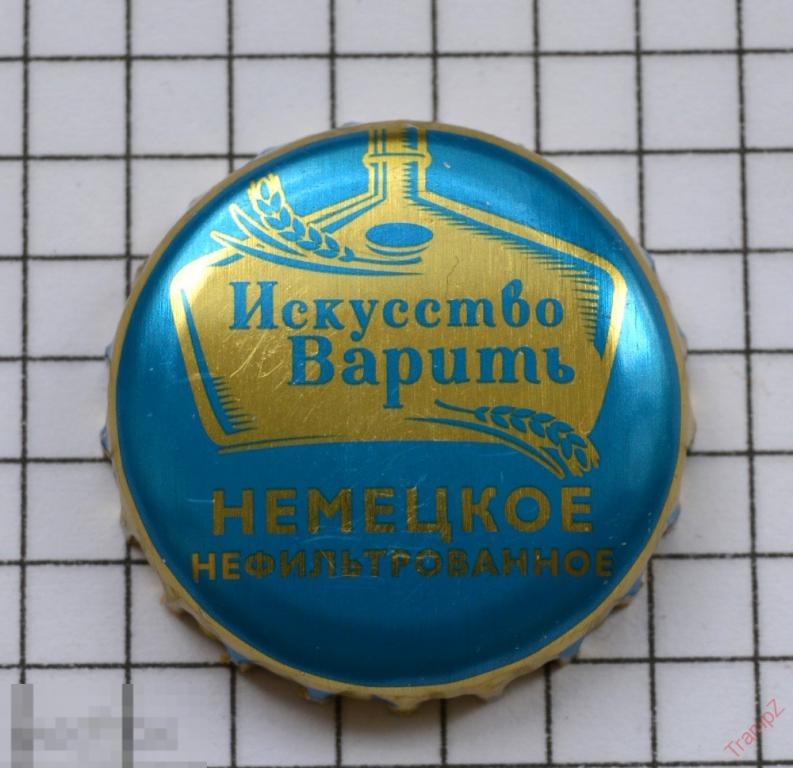 Искусство
Варить
НЕМЕЦКОЕ
НЕФИЛЬТРОВАННОЕ
TrampZ